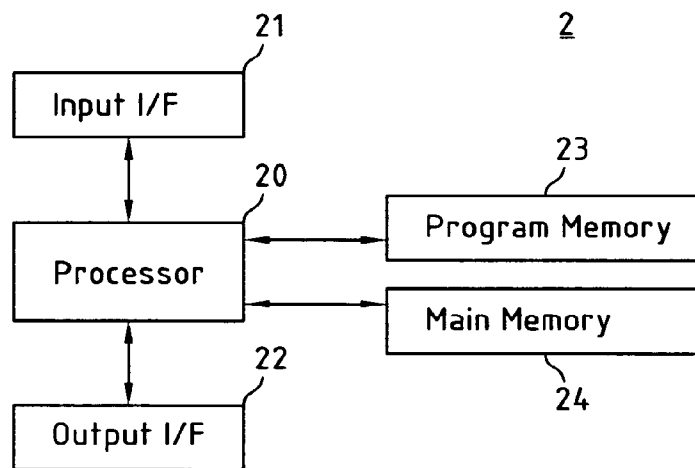 21
2
Input I/F
20
23
Processor
Program Memory
Main Memory
22
24
Output I/F